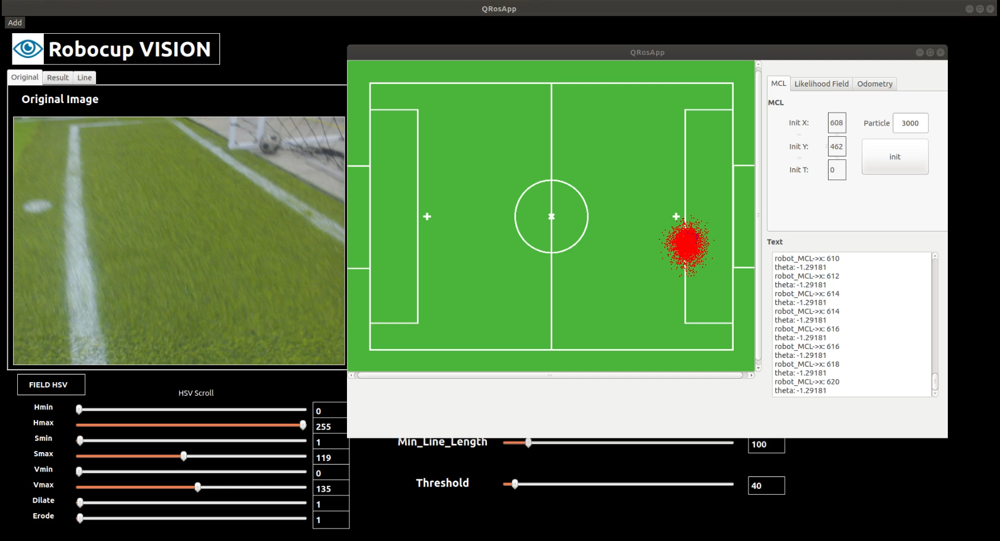 QRosApp
Add
Robocup VISION
Original Result Line
Original Image
FIELD HSV
HSV Scroll
Hmin 0
Hmax 255
Smin 1
Smax 119
Vmin 0
Vmax 135
Dilate 1
Erode 1
Min_Line_Length 100
Threshold 40
QRosApp
MCL Likelihood Field Odometry
MCL
Init X: 608 Particle 3000
Init Y: 462 init
Init T: 0
Text
robot_MCL->x: 610
theta: -1.29181
robot_MCL->x: 612
theta: -1.29181
robot_MCL->x: 614
theta: -1.29181
robot_MCL->x: 614
theta: -1.29181
robot_MCL->x: 616
theta: -1.29181
robot_MCL->x: 616
theta: -1.29181
robot_MCL->x: 618
theta: -1.29181
robot_MCL->x: 620
theta: -1.29181